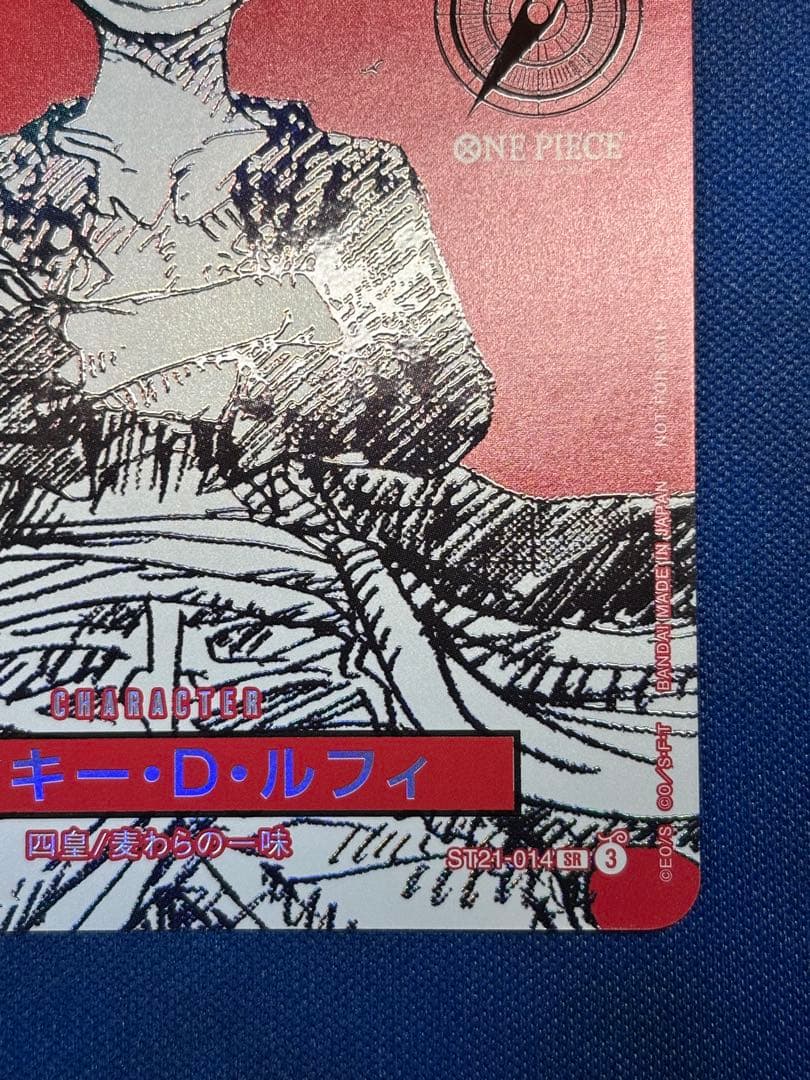 ONE PIECE
NOT FOR SALE
BANDAI MADE IN JAPAN
©EO/S ©O/S・F・T
CHARACTER
キー・D・ルフィ
四皇/麦わらの一味
ST21-014 SR 3